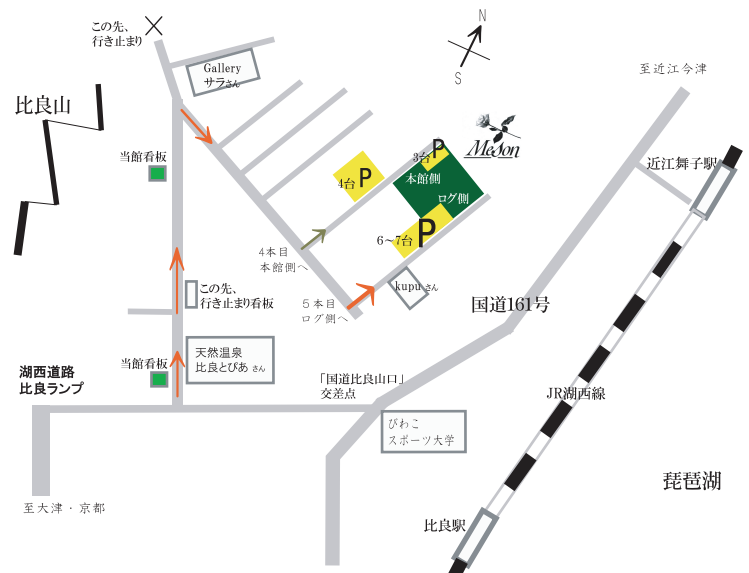 この先、
行き止まり
N
S
至近江今津
Gallery
サラさん
比良山
当館看板
Meson
3台P
本館側
近江舞子駅
4台P
ログ側
6〜7台P
4本目
本館側へ
kupuさん
この先、
行き止まり看板
5本目
ログ側へ
国道161号
天然温泉
比良とぴあ さん
当館看板
湖西道路
比良ランプ
「国道比良山口」
交差点
JR湖西線
びわこ
スポーツ大学
琵琶湖
至大津・京都
比良駅